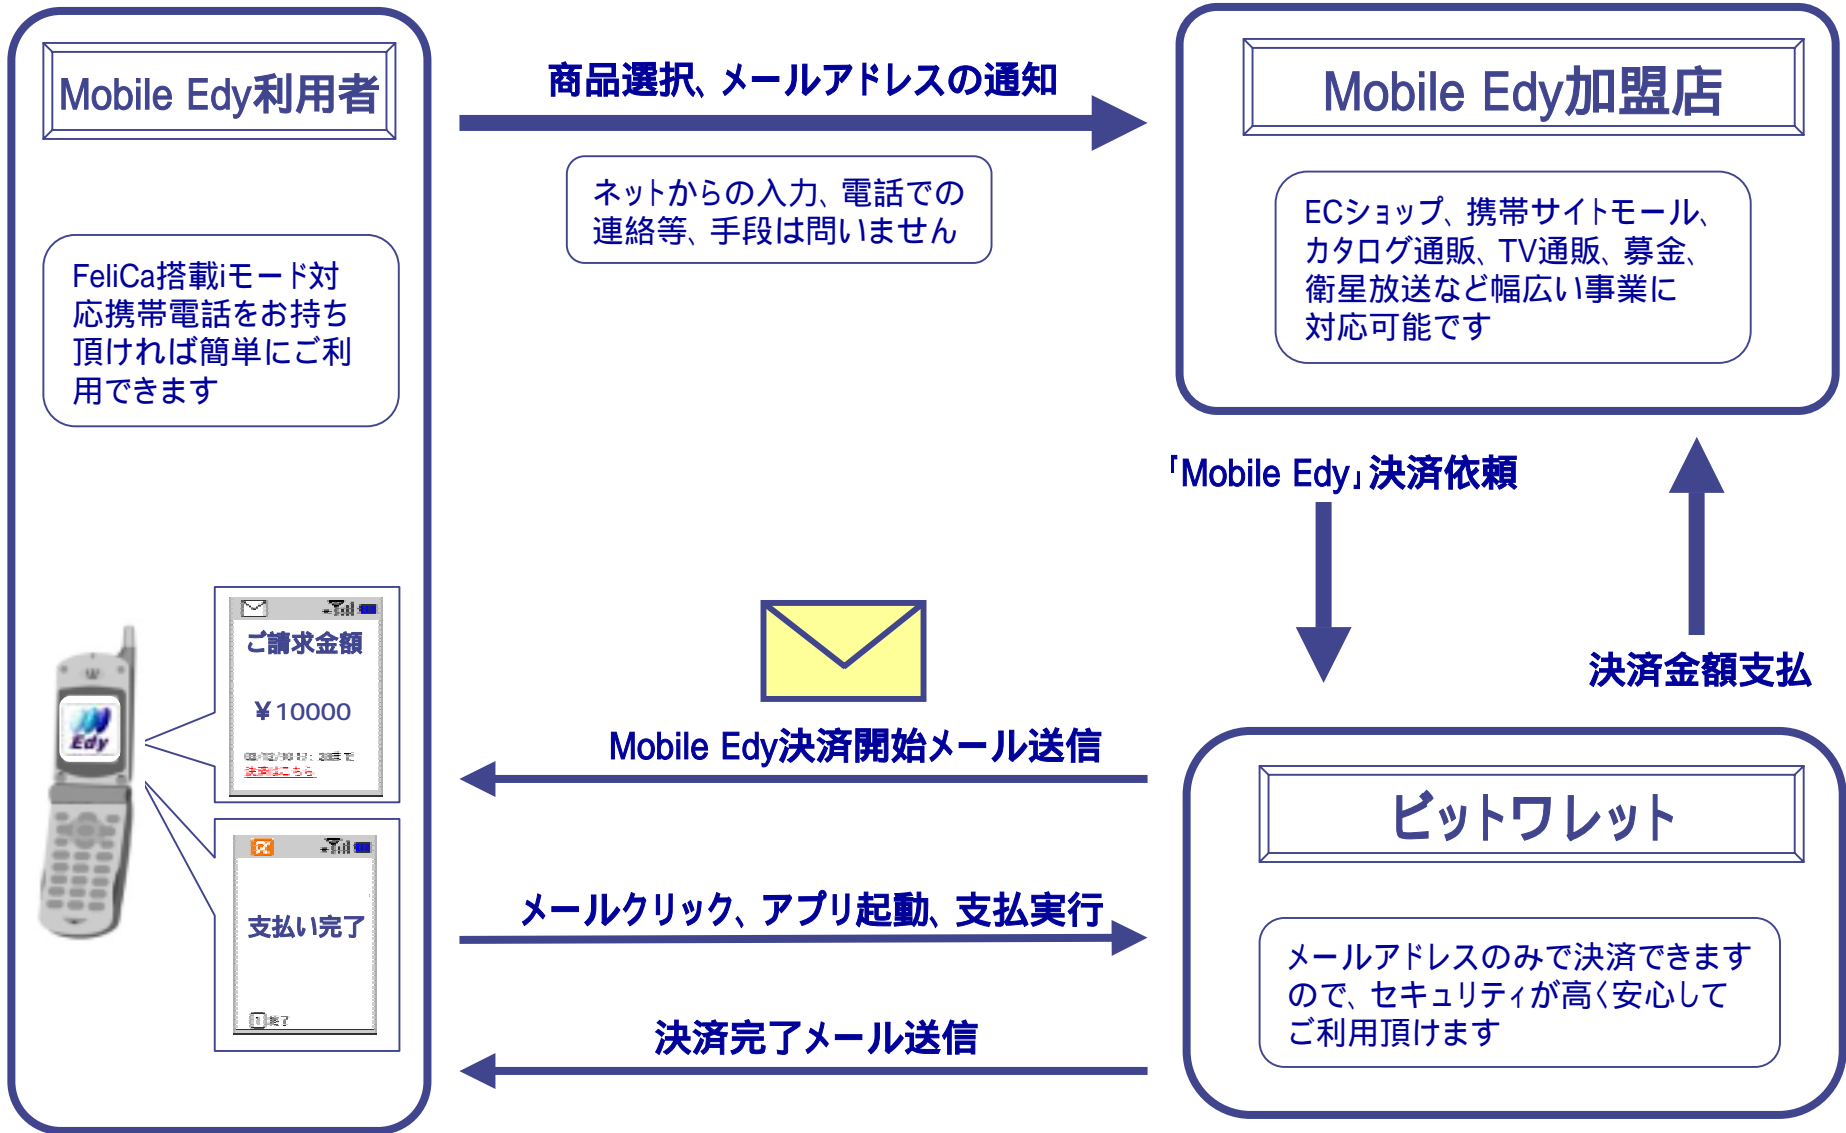 Mobile Edy利用者
FeliCa搭載iモード対
応携帯電話をお持ち
頂ければ簡単にご利
用できます
商品選択、メールアドレスの通知
ネットからの入力、電話での
連絡等、手段は問いません
Mobile Edy加盟店
ECショップ、携帯サイトモール、
カタログ通販、TV通販、募金、
衛星放送など幅広い事業に
対応可能です
「Mobile Edy」決済依頼
決済金額支払
Edy
ご請求金額
¥10000
決済はこちら
支払い完了
1 終了
Mobile Edy決済開始メール送信
メールクリック、アプリ起動、支払実行
決済完了メール送信
ビットワレット
メールアドレスのみで決済できます
ので、セキュリティが高く安心して
ご利用頂けます